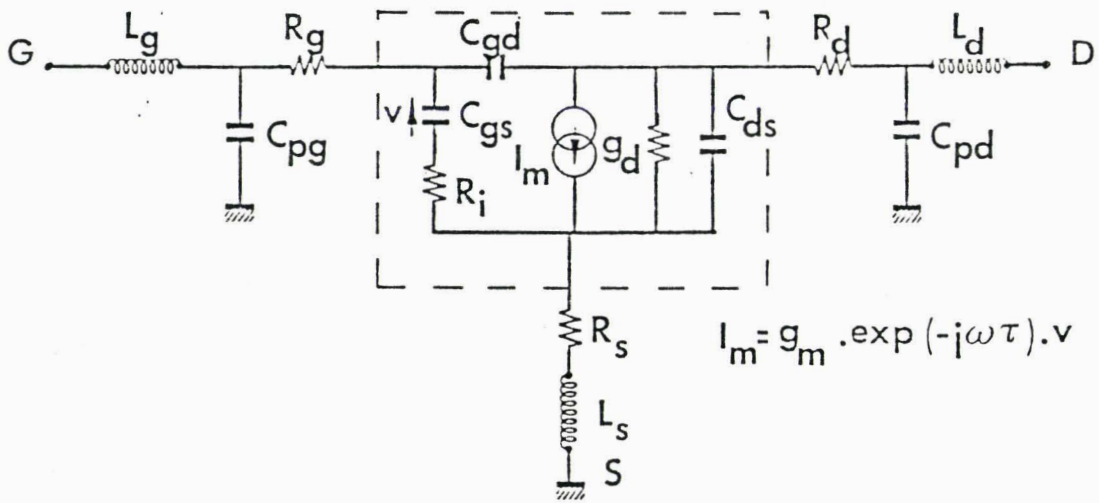 G
L_g
R_g
C_gd
R_d
L_d
D
C_pg
v
C_gs
R_i
I_m
g_d
C_ds
C_pd
R_s
I_m = g_m .exp (-jωτ).v
L_s
S